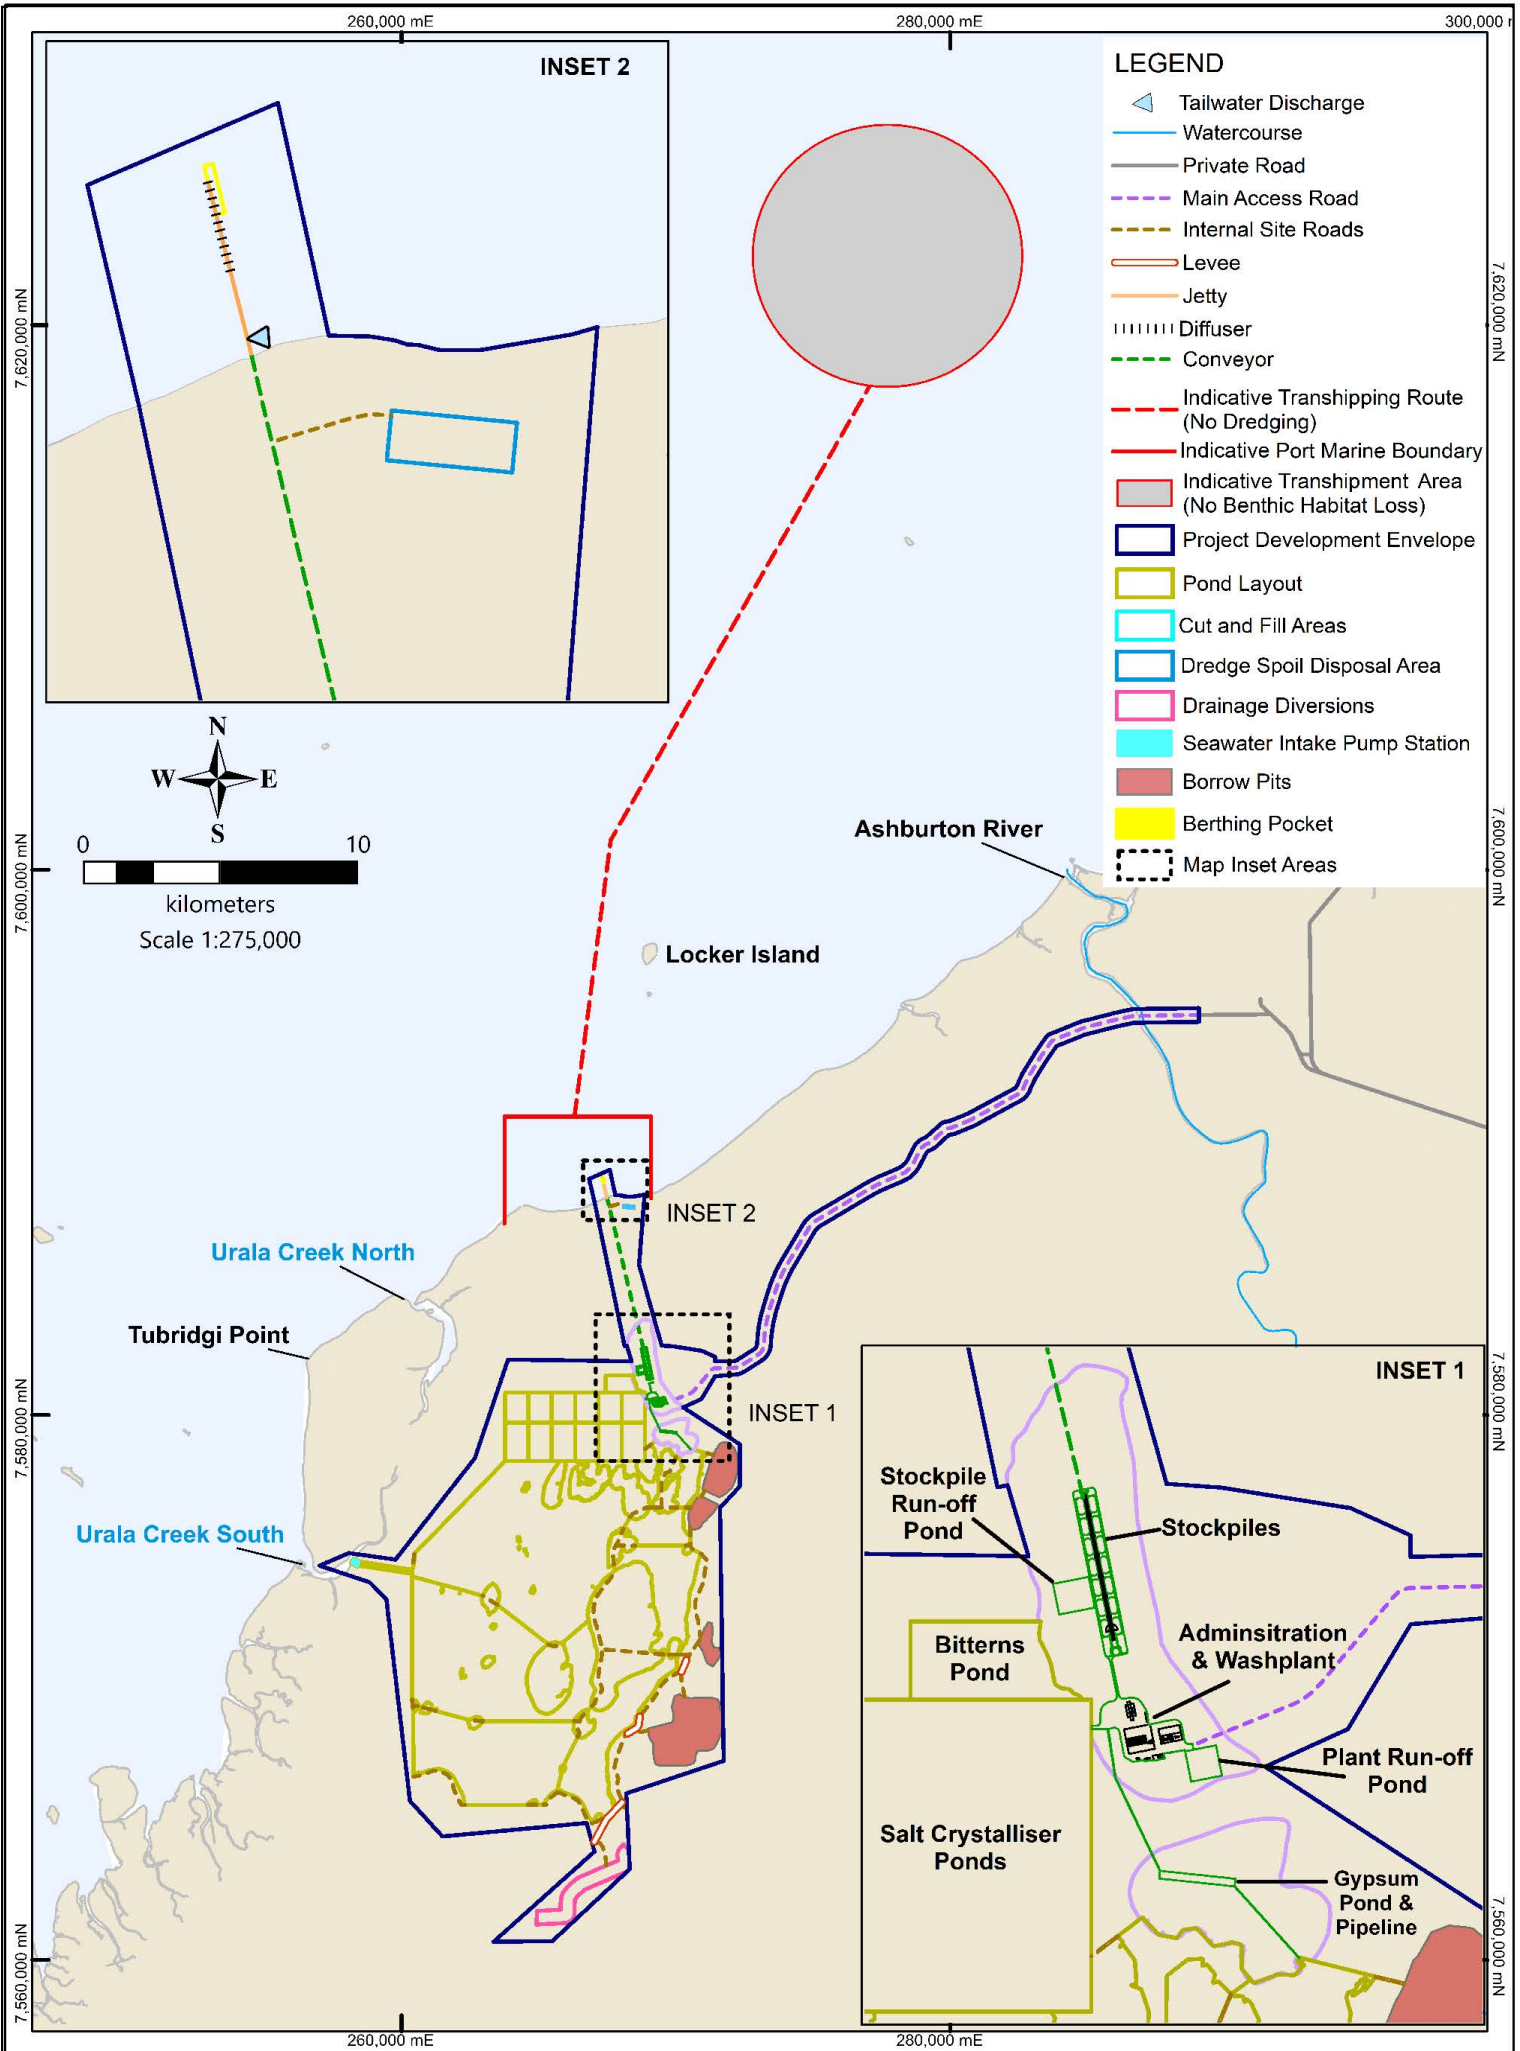 260,000 mE
280,000 mE
300,000
INSET 2
LEGEND
Tailwater Discharge
Watercourse
Private Road
Main Access Road
Internal Site Roads
Levee
Jetty
Diffuser
Conveyor
Indicative Transhipping Route
(No Dredging)
Indicative Port Marine Boundary
Indicative Transhipment Area
(No Benthic Habitat Loss)
Project Development Envelope
Pond Layout
Cut and Fill Areas
Dredge Spoil Disposal Area
Drainage Diversions
Seawater Intake Pump Station
Borrow Pits
Berthing Pocket
Map Inset Areas
7,620,000 mN
7,620,000 mN
N
W
E
S
0
10
kilometers
Scale 1:275,000
7,600,000 mN
7,600,000 mN
Ashburton River
Locker Island
INSET 2
Urala Creek North
Tubridgi Point
INSET 1
Urala Creek South
7,580,000 mN
7,580,000 mN
INSET 1
Stockpile
Run-off
Pond
Stockpiles
Bitterns
Pond
Adminsitration
& Washplant
Plant Run-off
Pond
Salt Crystalliser
Ponds
Gypsum
Pond &
Pipeline
7,560,000 mN
7,560,000 mN
260,000 mE
280,000 mE